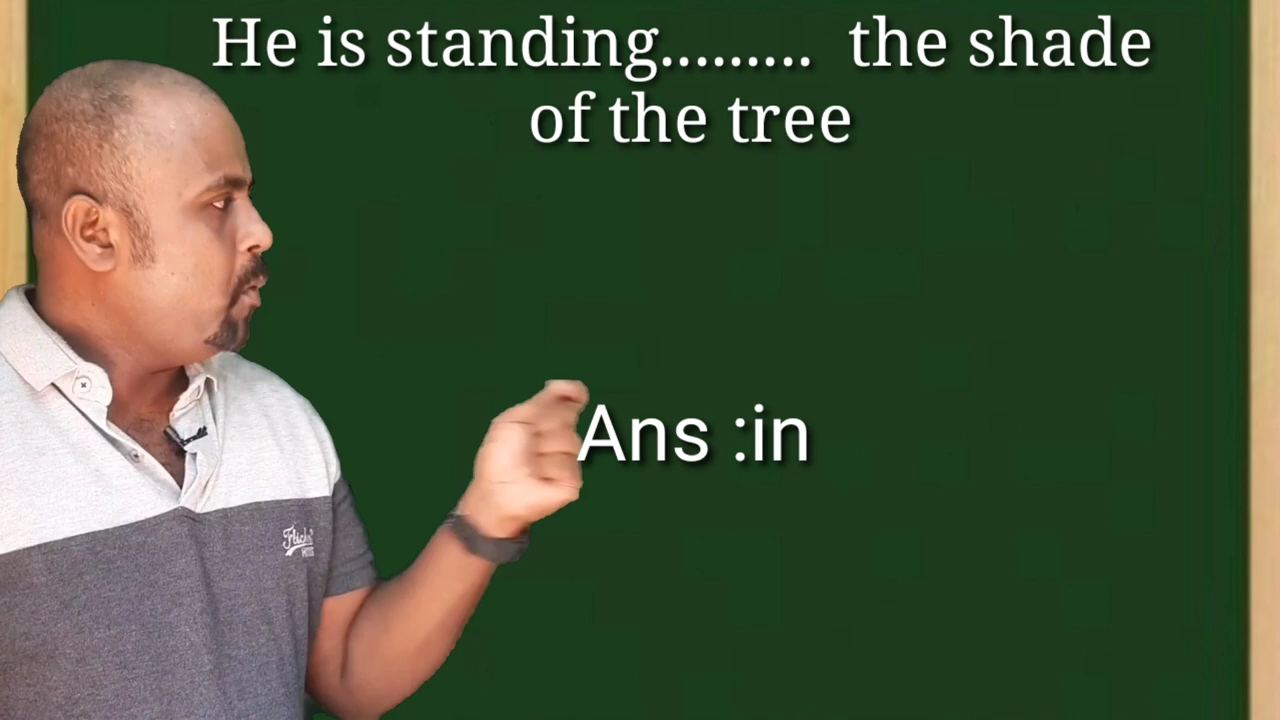 He is standing......... the shade
of the tree
Ans :in